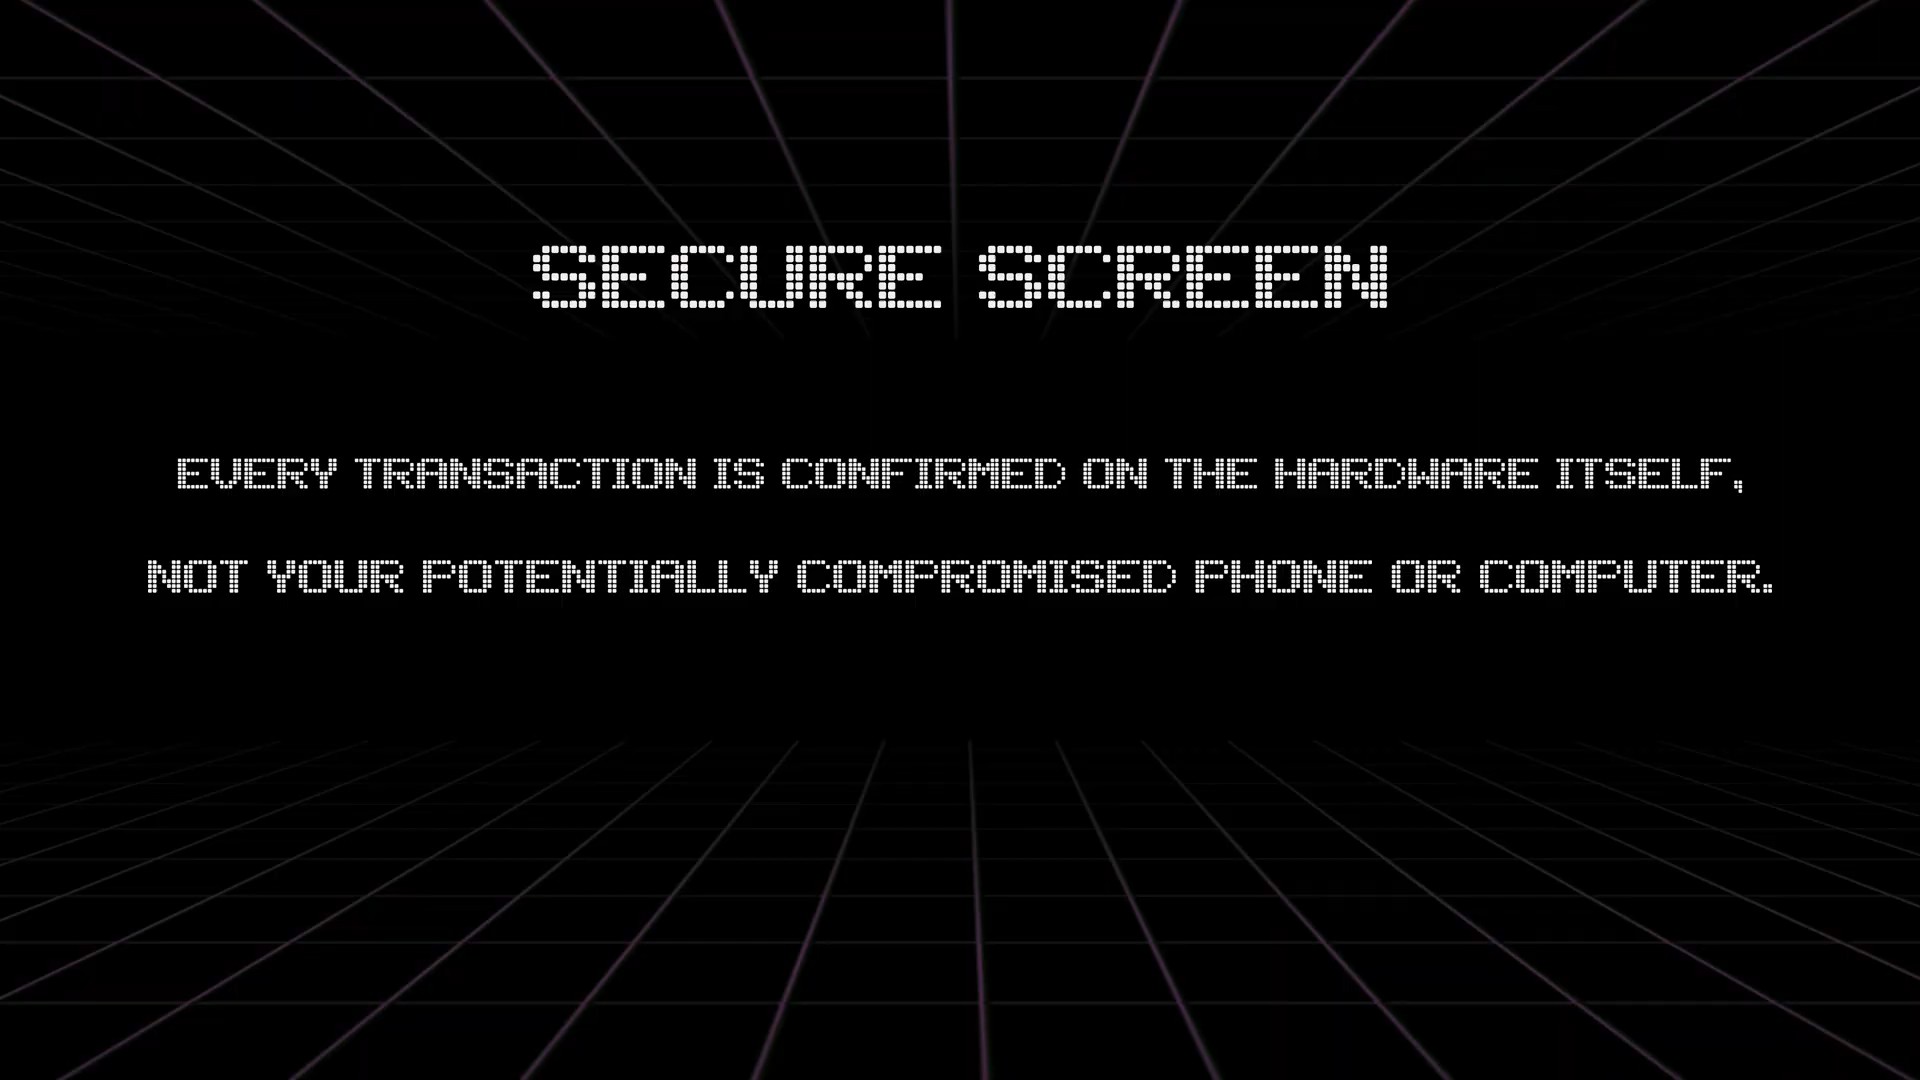 SECURE SCREEN
EVERY TRANSACTION IS CONFIRMED ON THE HARDWARE ITSELF,
NOT YOUR POTENTIALLY COMPROMISED PHONE OR COMPUTER.